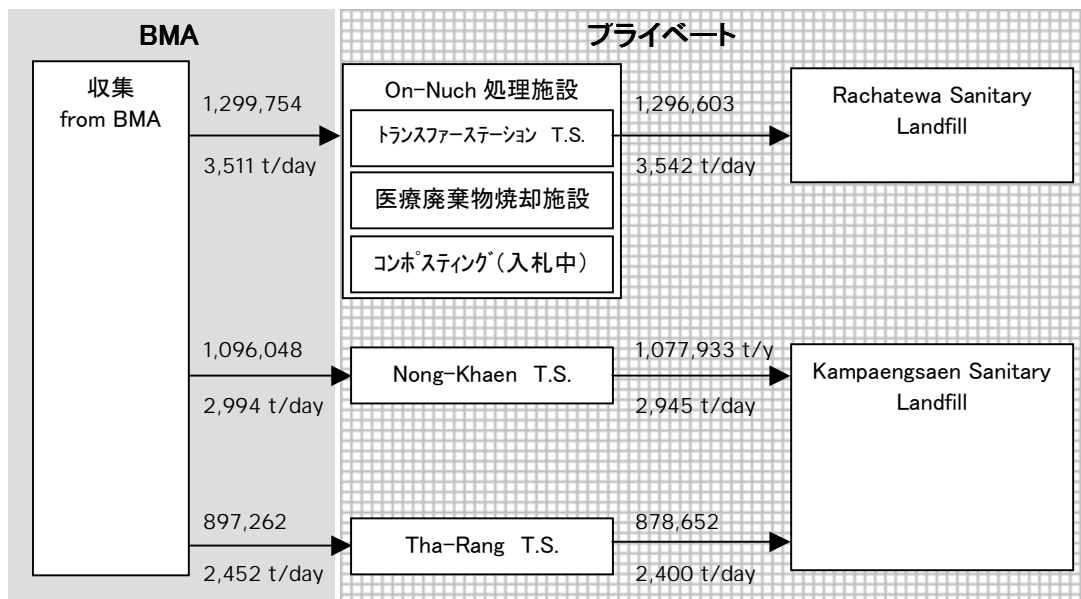 BMA
プライベート
収集
from BMA
1,299,754
3,511 t/day
On-Nuch 処理施設
トランスファーステーション T.S.
医療廃棄物焼却施設
コンポスティング(入札中)
1,296,603
3,542 t/day
Rachatewa Sanitary
Landfill
1,096,048
2,994 t/day
Nong-Khaen T.S.
1,077,933 t/y
2,945 t/day
Kampaengsaen Sanitary
Landfill
897,262
2,452 t/day
Tha-Rang T.S.
878,652
2,400 t/day